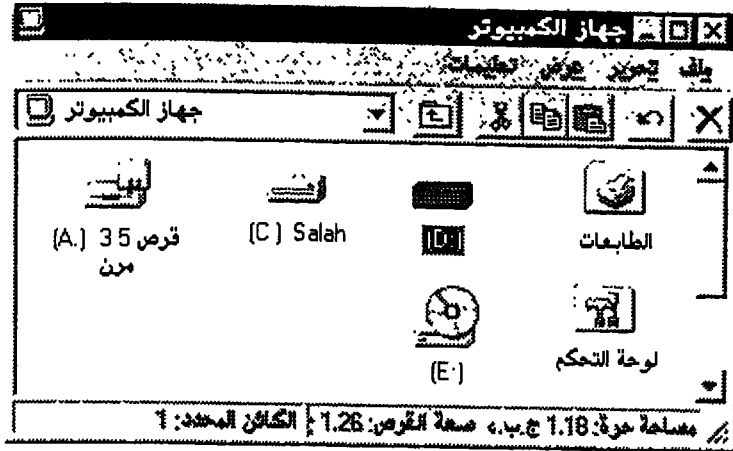 جهاز الكمبيوتر
ملف تحرير عرض تعليمات
جهاز الكمبيوتر
قرص 3 5 (A:)
مرن
(C:) Salah
(D:)
الطابعات
(E:)
لوحة التحكم
مساحة حرة: 1.18 ج.ب.، سعة القرص: 1.26
الكائن المحدد: 1